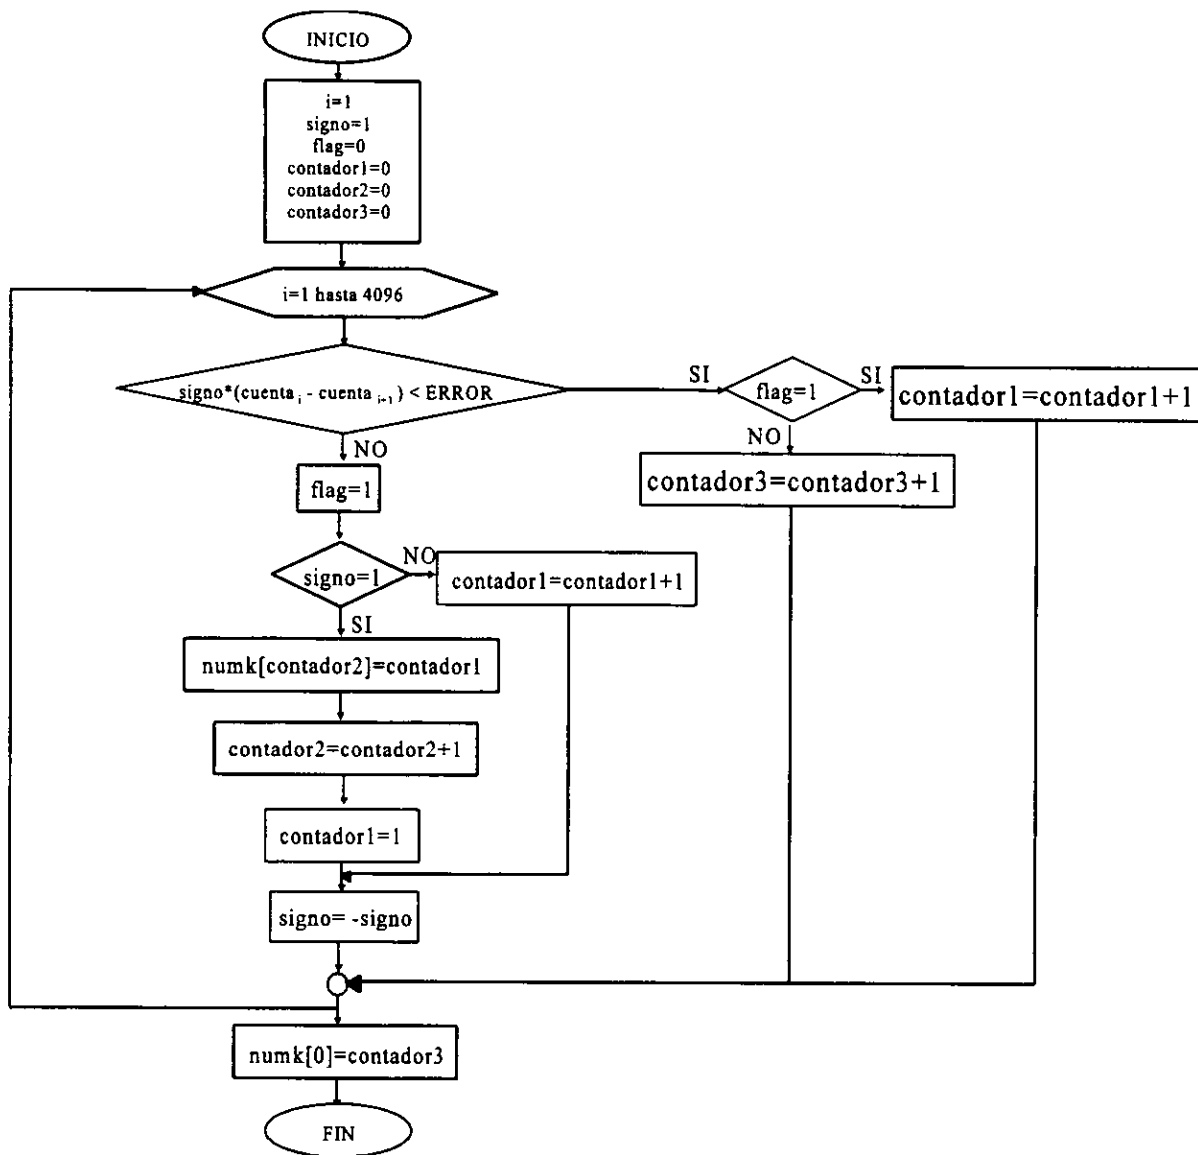 INICIO
i=1
signo=1
flag=0
contador1=0
contador2=0
contador3=0
i=1 hasta 4096
signo*(cuenta i - cuenta i+1 ) < ERROR
SI
flag=1
SI
contador1=contador1+1
NO
NO
contador3=contador3+1
flag=1
signo=1
NO
contador1=contador1+1
SI
numk[contador2]=contador1
contador2=contador2+1
contador1=1
signo= -signo
numk[0]=contador3
FIN